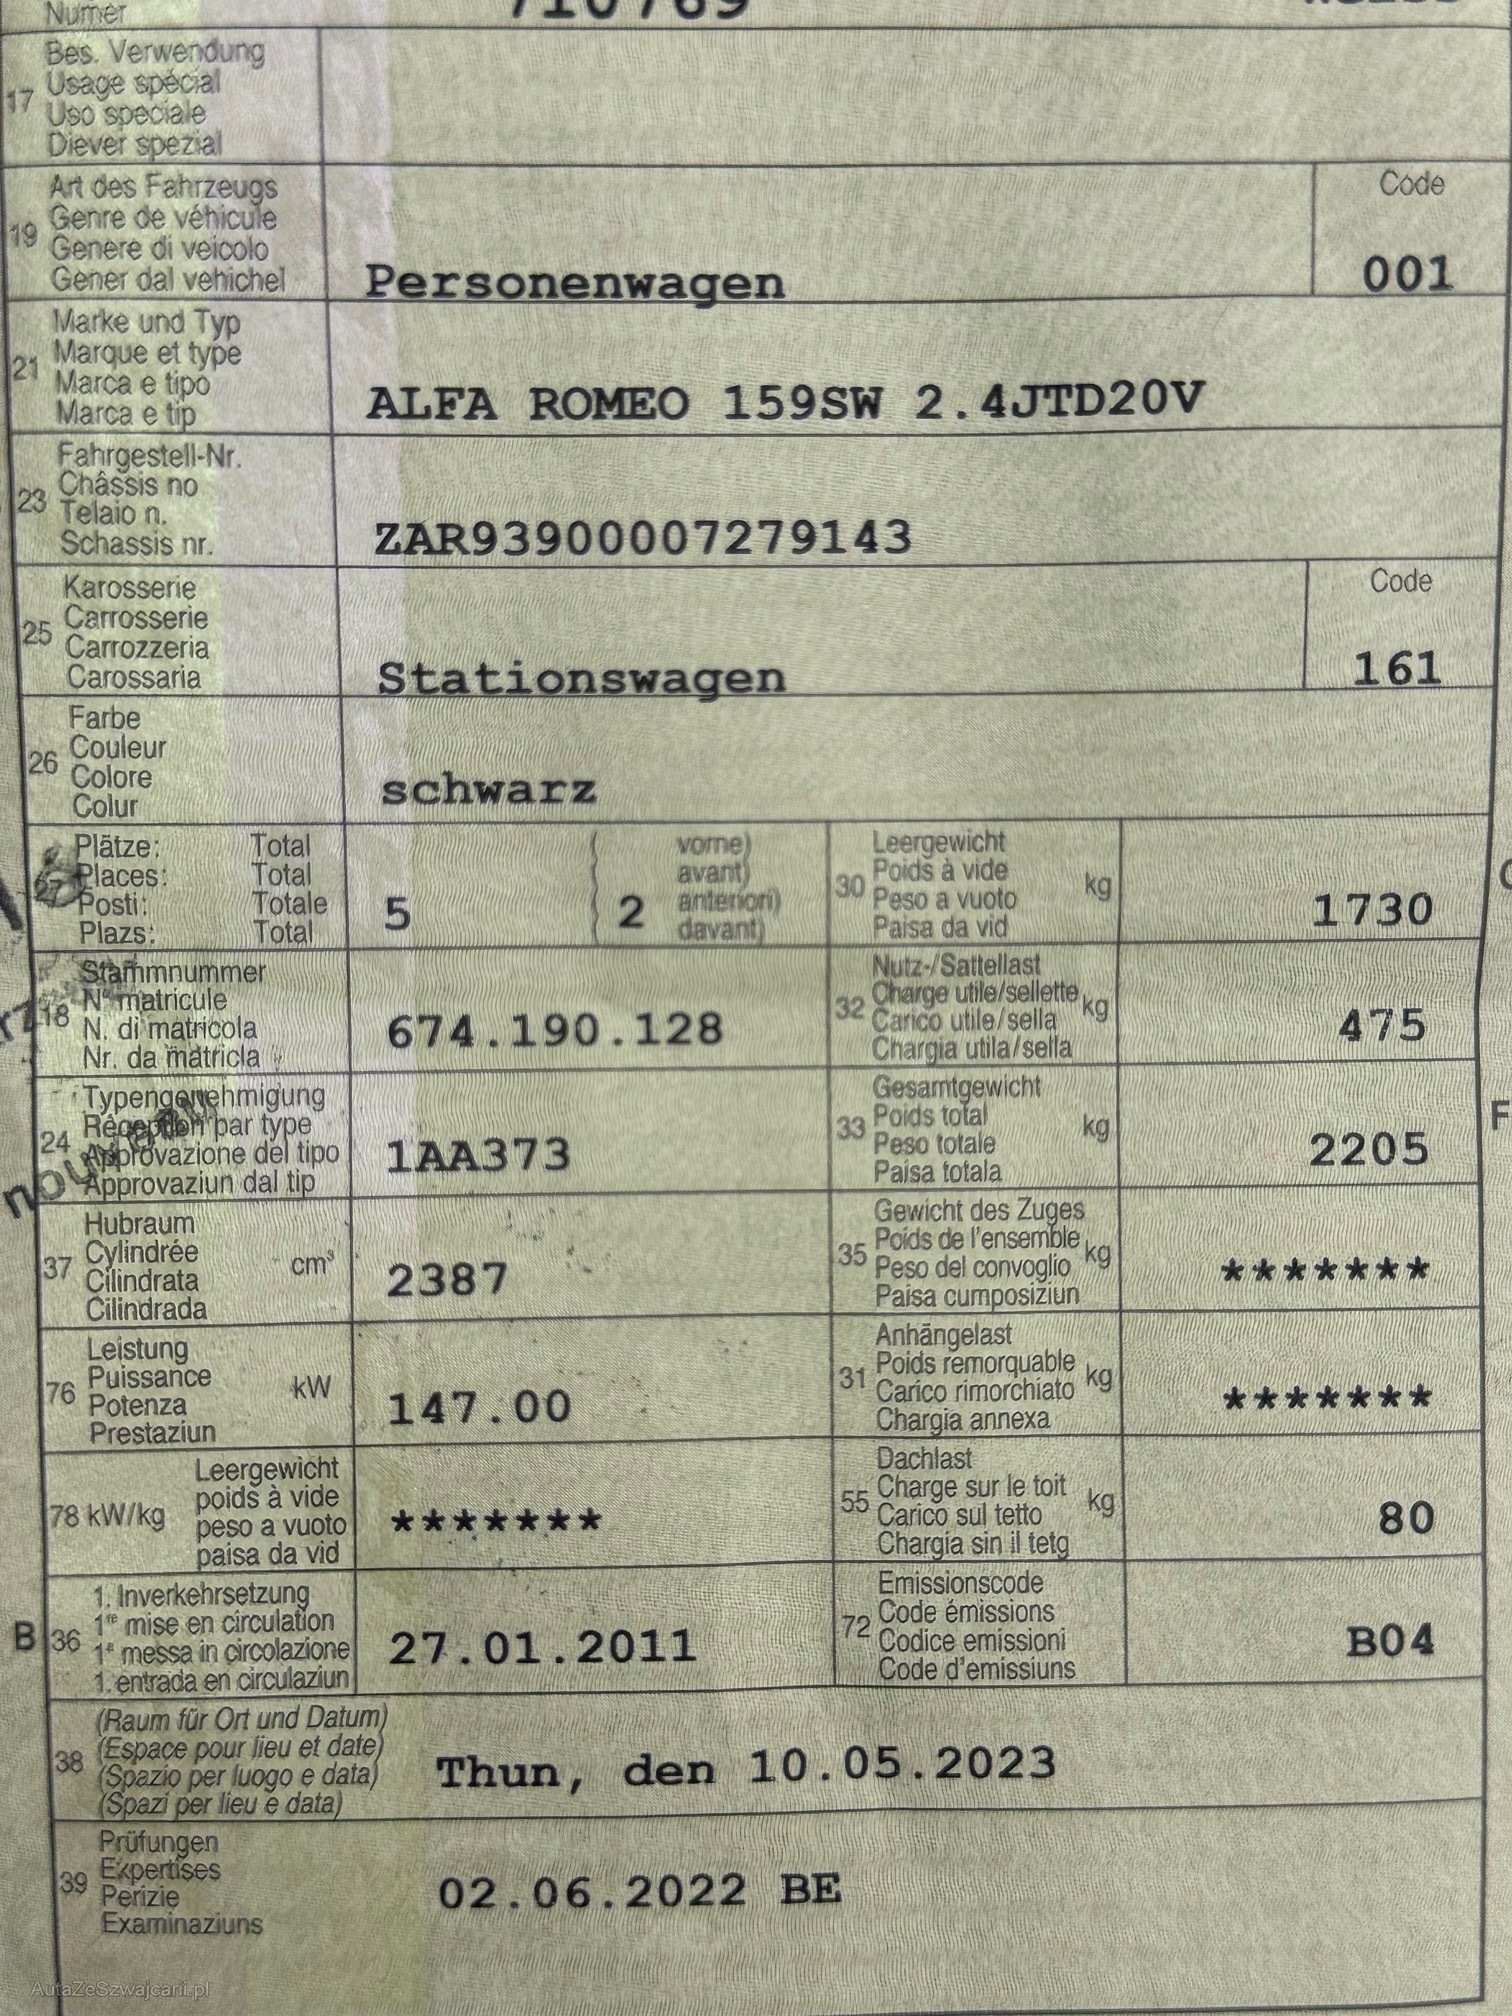 Numer
710769
17
Bes. Verwendung
Usage spécial
Uso speciale
Diever spezial
19
Art des Fahrzeugs
Genre de véhicule
Genere di veicolo
Gener dal vehichel
Personenwagen
Code
001
21
Marke und Typ
Marque et type
Marca e tipo
Marca e tip
ALFA ROMEO 159SW 2.4JTD20V
23
Fahrgestell-Nr.
Châssis no
Telaio n.
Schassis nr.
ZAR93900007279143
25
Karosserie
Carrosserie
Carrozzeria
Carossaria
Stationswagen
Code
161
26
Farbe
Couleur
Colore
Colur
schwarz
27
Plätze: Total
Places: Total
Posti: Totale
Plazs: Total
5
( 2
vorne)
avant)
anteriori)
davant)
30
Leergewicht
Poids à vide
Peso a vuoto
Paisa da vid
kg
1730
18
Stammnummer
N° matricule
N. di matricola
Nr. da matricla
674.190.128
32
Nutz-/Sattellast
Charge utile/sellette
Carico utile/sella
Chargia utila/sella
kg
475
24
Typengenehmigung
Réception par type
Approvazione del tipo
Approvaziun dal tip
1AA373
33
Gesamtgewicht
Poids total
Peso totale
Paisa totala
kg
2205
37
Hubraum
Cylindrée
Cilindrata
Cilindrada
cm³
2387
35
Gewicht des Zuges
Poids de l'ensemble
Peso del convoglio
Paisa cumposiziun
kg
*******
76
Leistung
Puissance
Potenza
Prestaziun
kW
147.00
31
Anhängelast
Poids remorquable
Carico rimorchiato
Chargia annexa
kg
*******
78 kW/kg
Leergewicht
poids à vide
peso a vuoto
paisa da vid
*******
55
Dachlast
Charge sur le toit
Carico sul tetto
Chargia sin il tetg
kg
80
B
36
1. Inverkehrsetzung
1re mise en circulation
1a messa in circolazione
1. entrada en circulaziun
27.01.2011
72
Emissionscode
Code émissions
Codice emissioni
Code d'emissiuns
B04
38
(Raum für Ort und Datum)
(Espace pour lieu et date)
(Spazio per luogo e data)
(Spazi per lieu e data)
Thun, den 10.05.2023
39
Prüfungen
Expertises
Perizie
Examinaziuns
02.06.2022 BE
AutaZeSzwajcarii.pl